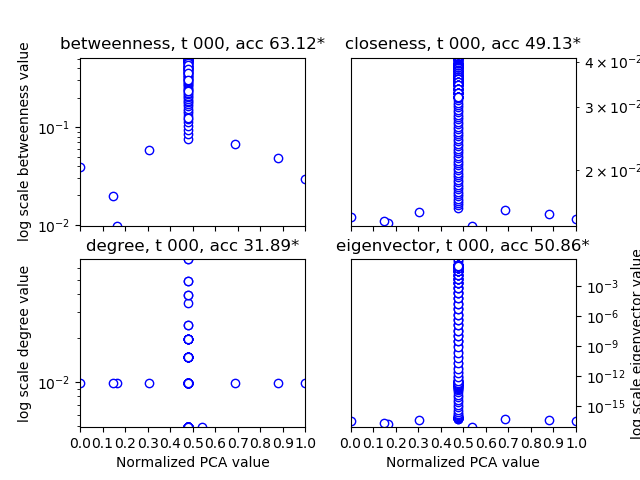 betweenness, t 000, acc 63.12*
closeness, t 000, acc 49.13*
log scale betweenness value
10⁻¹
10⁻²
4 × 10⁻²
3 × 10⁻²
2 × 10⁻²
degree, t 000, acc 31.89*
eigenvector, t 000, acc 50.86*
log scale degree value
10⁻²
10⁻³
10⁻⁶
10⁻⁹
10⁻¹²
10⁻¹⁵
log scale eigenvector value
0.0 0.1 0.2 0.3 0.4 0.5 0.6 0.7 0.8 0.9 1.0
0.0 0.1 0.2 0.3 0.4 0.5 0.6 0.7 0.8 0.9 1.0
Normalized PCA value
Normalized PCA value